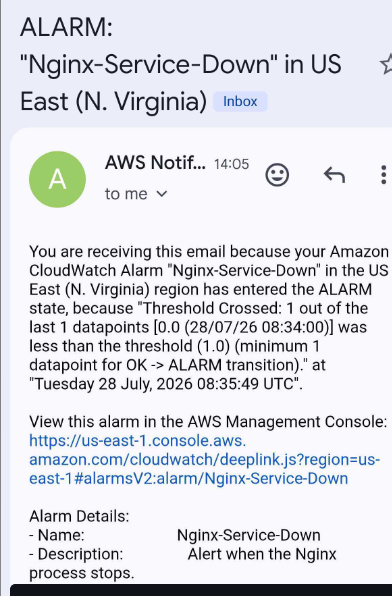 ALARM:
"Nginx-Service-Down" in US
East (N. Virginia) Inbox
A
AWS Notif... 14:05
to me
You are receiving this email because your Amazon
CloudWatch Alarm "Nginx-Service-Down" in the US
East (N. Virginia) region has entered the ALARM
state, because "Threshold Crossed: 1 out of the
last 1 datapoints [0.0 (28/07/26 08:34:00)] was
less than the threshold (1.0) (minimum 1
datapoint for OK -> ALARM transition)." at
"Tuesday 28 July, 2026 08:35:49 UTC".
View this alarm in the AWS Management Console:
https://us-east-1.console.aws.
amazon.com/cloudwatch/deeplink.js?region=us-
east-1#alarmsV2:alarm/Nginx-Service-Down
Alarm Details:
- Name: Nginx-Service-Down
- Description: Alert when the Nginx
process stops.